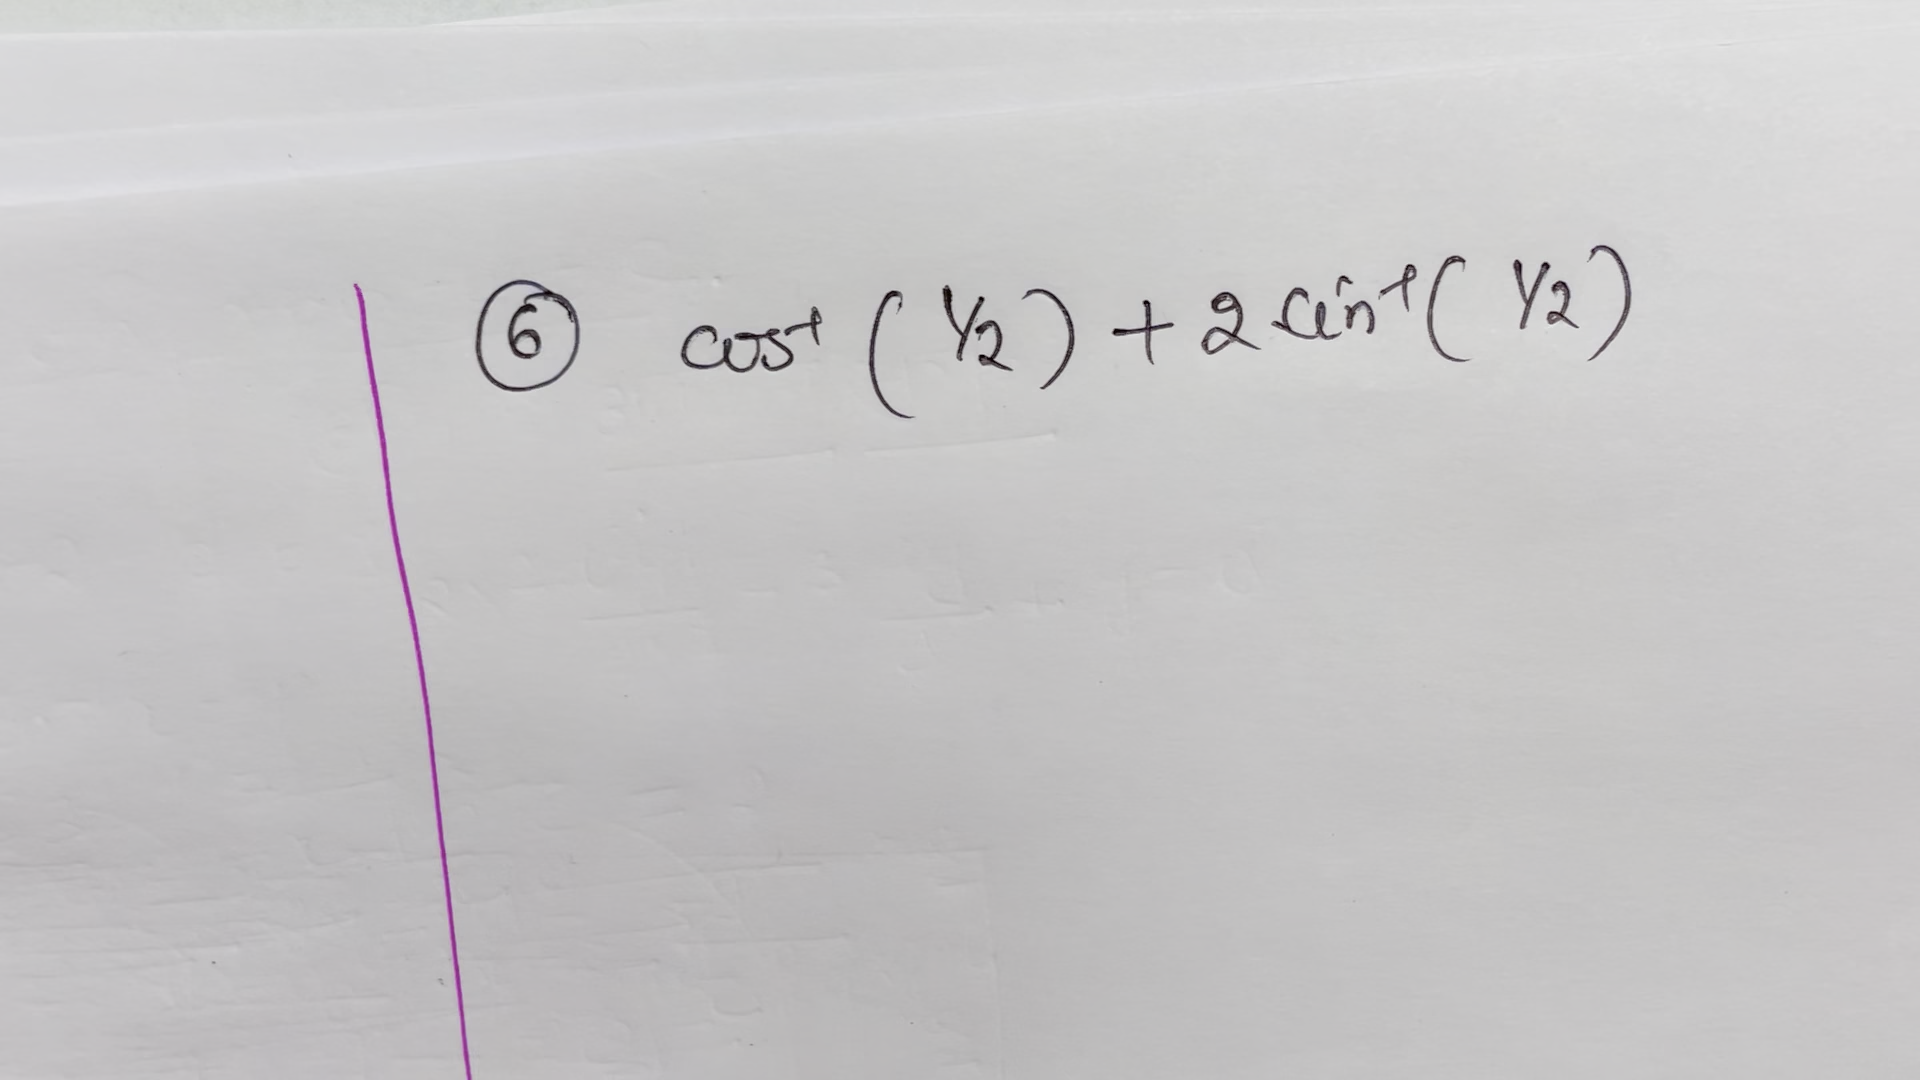 ⑥ cos⁻¹ (1/2) + 2 sin⁻¹ (1/2)